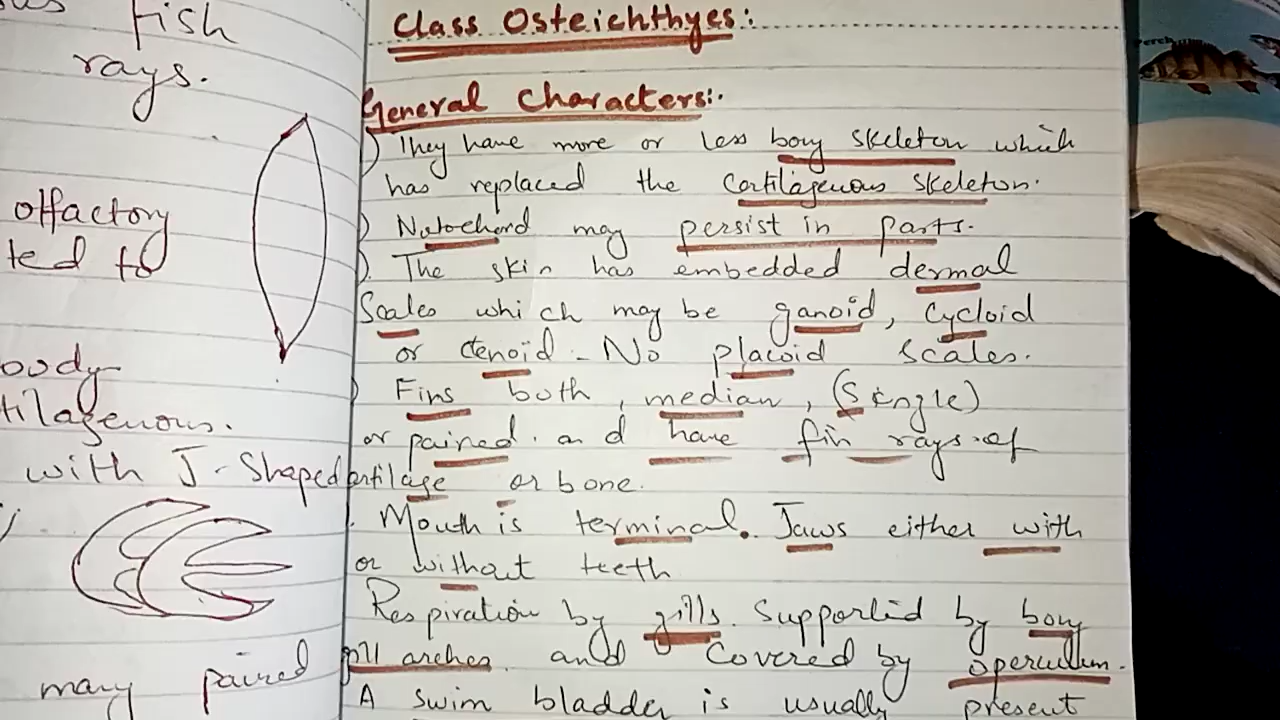 fish
rays.
olfactory
ted to
body
tilagenous.
with J-Shaped
many paired
Class Osteichthyes:
General Characters:.
) They have more or less bony skeleton which
has replaced the Cartilagenous skeleton.
) Notochord may persist in parts.
). The skin has embedded dermal
Scales which may be ganoid, Cycloid
or ctenoid - No placoid scales.
) Fins both, median, (Single)
or paired. and have fin rays of
artilage or bone.
. Mouth is terminal. Jaws either with
or without teeth
Respiration by gills. Supported by bony
gill arches. and Covered by operculum.
A swim bladder is usually present
Perch